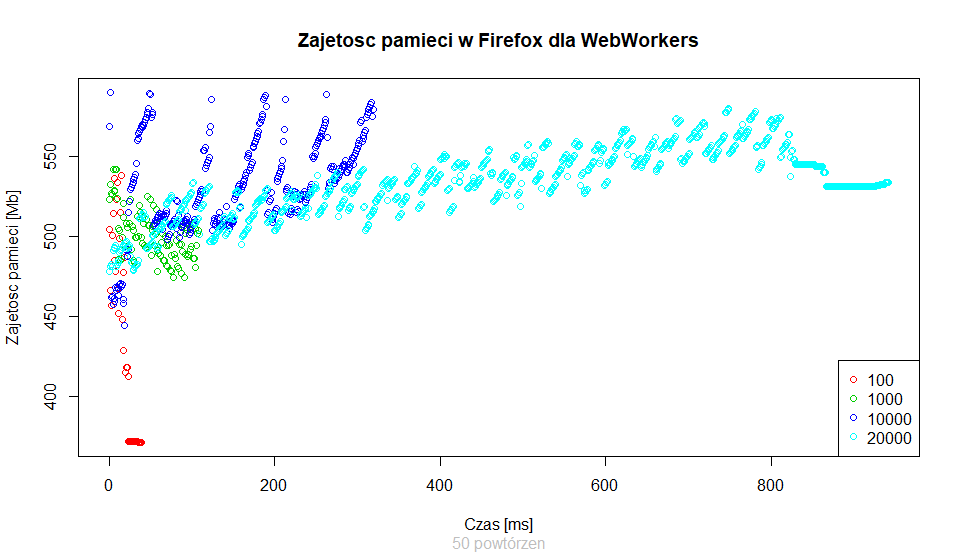 Zajetosc pamieci w Firefox dla WebWorkers
Zajetosc pamieci [Mb]
550
500
450
400
0 200 400 600 800
100
1000
10000
20000
Czas [ms]
50 powtórzen